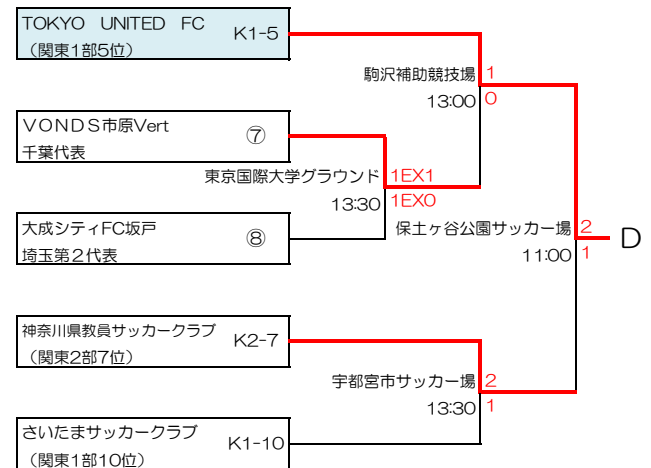 TOKYO UNITED FC
K1-5
（関東1部5位）
駒沢補助競技場
1
13:00
0
VONDS市原Vert
⑦
千葉代表
東京国際大学グラウンド
1EX1
13:30
1EX0
大成シティFC坂戸
⑧
埼玉第2代表
保土ヶ谷公園サッカー場
2
D
11:00
1
神奈川県教員サッカークラブ
K2-7
（関東2部7位）
宇都宮市サッカー場
2
13:30
1
さいたまサッカークラブ
K1-10
（関東1部10位）